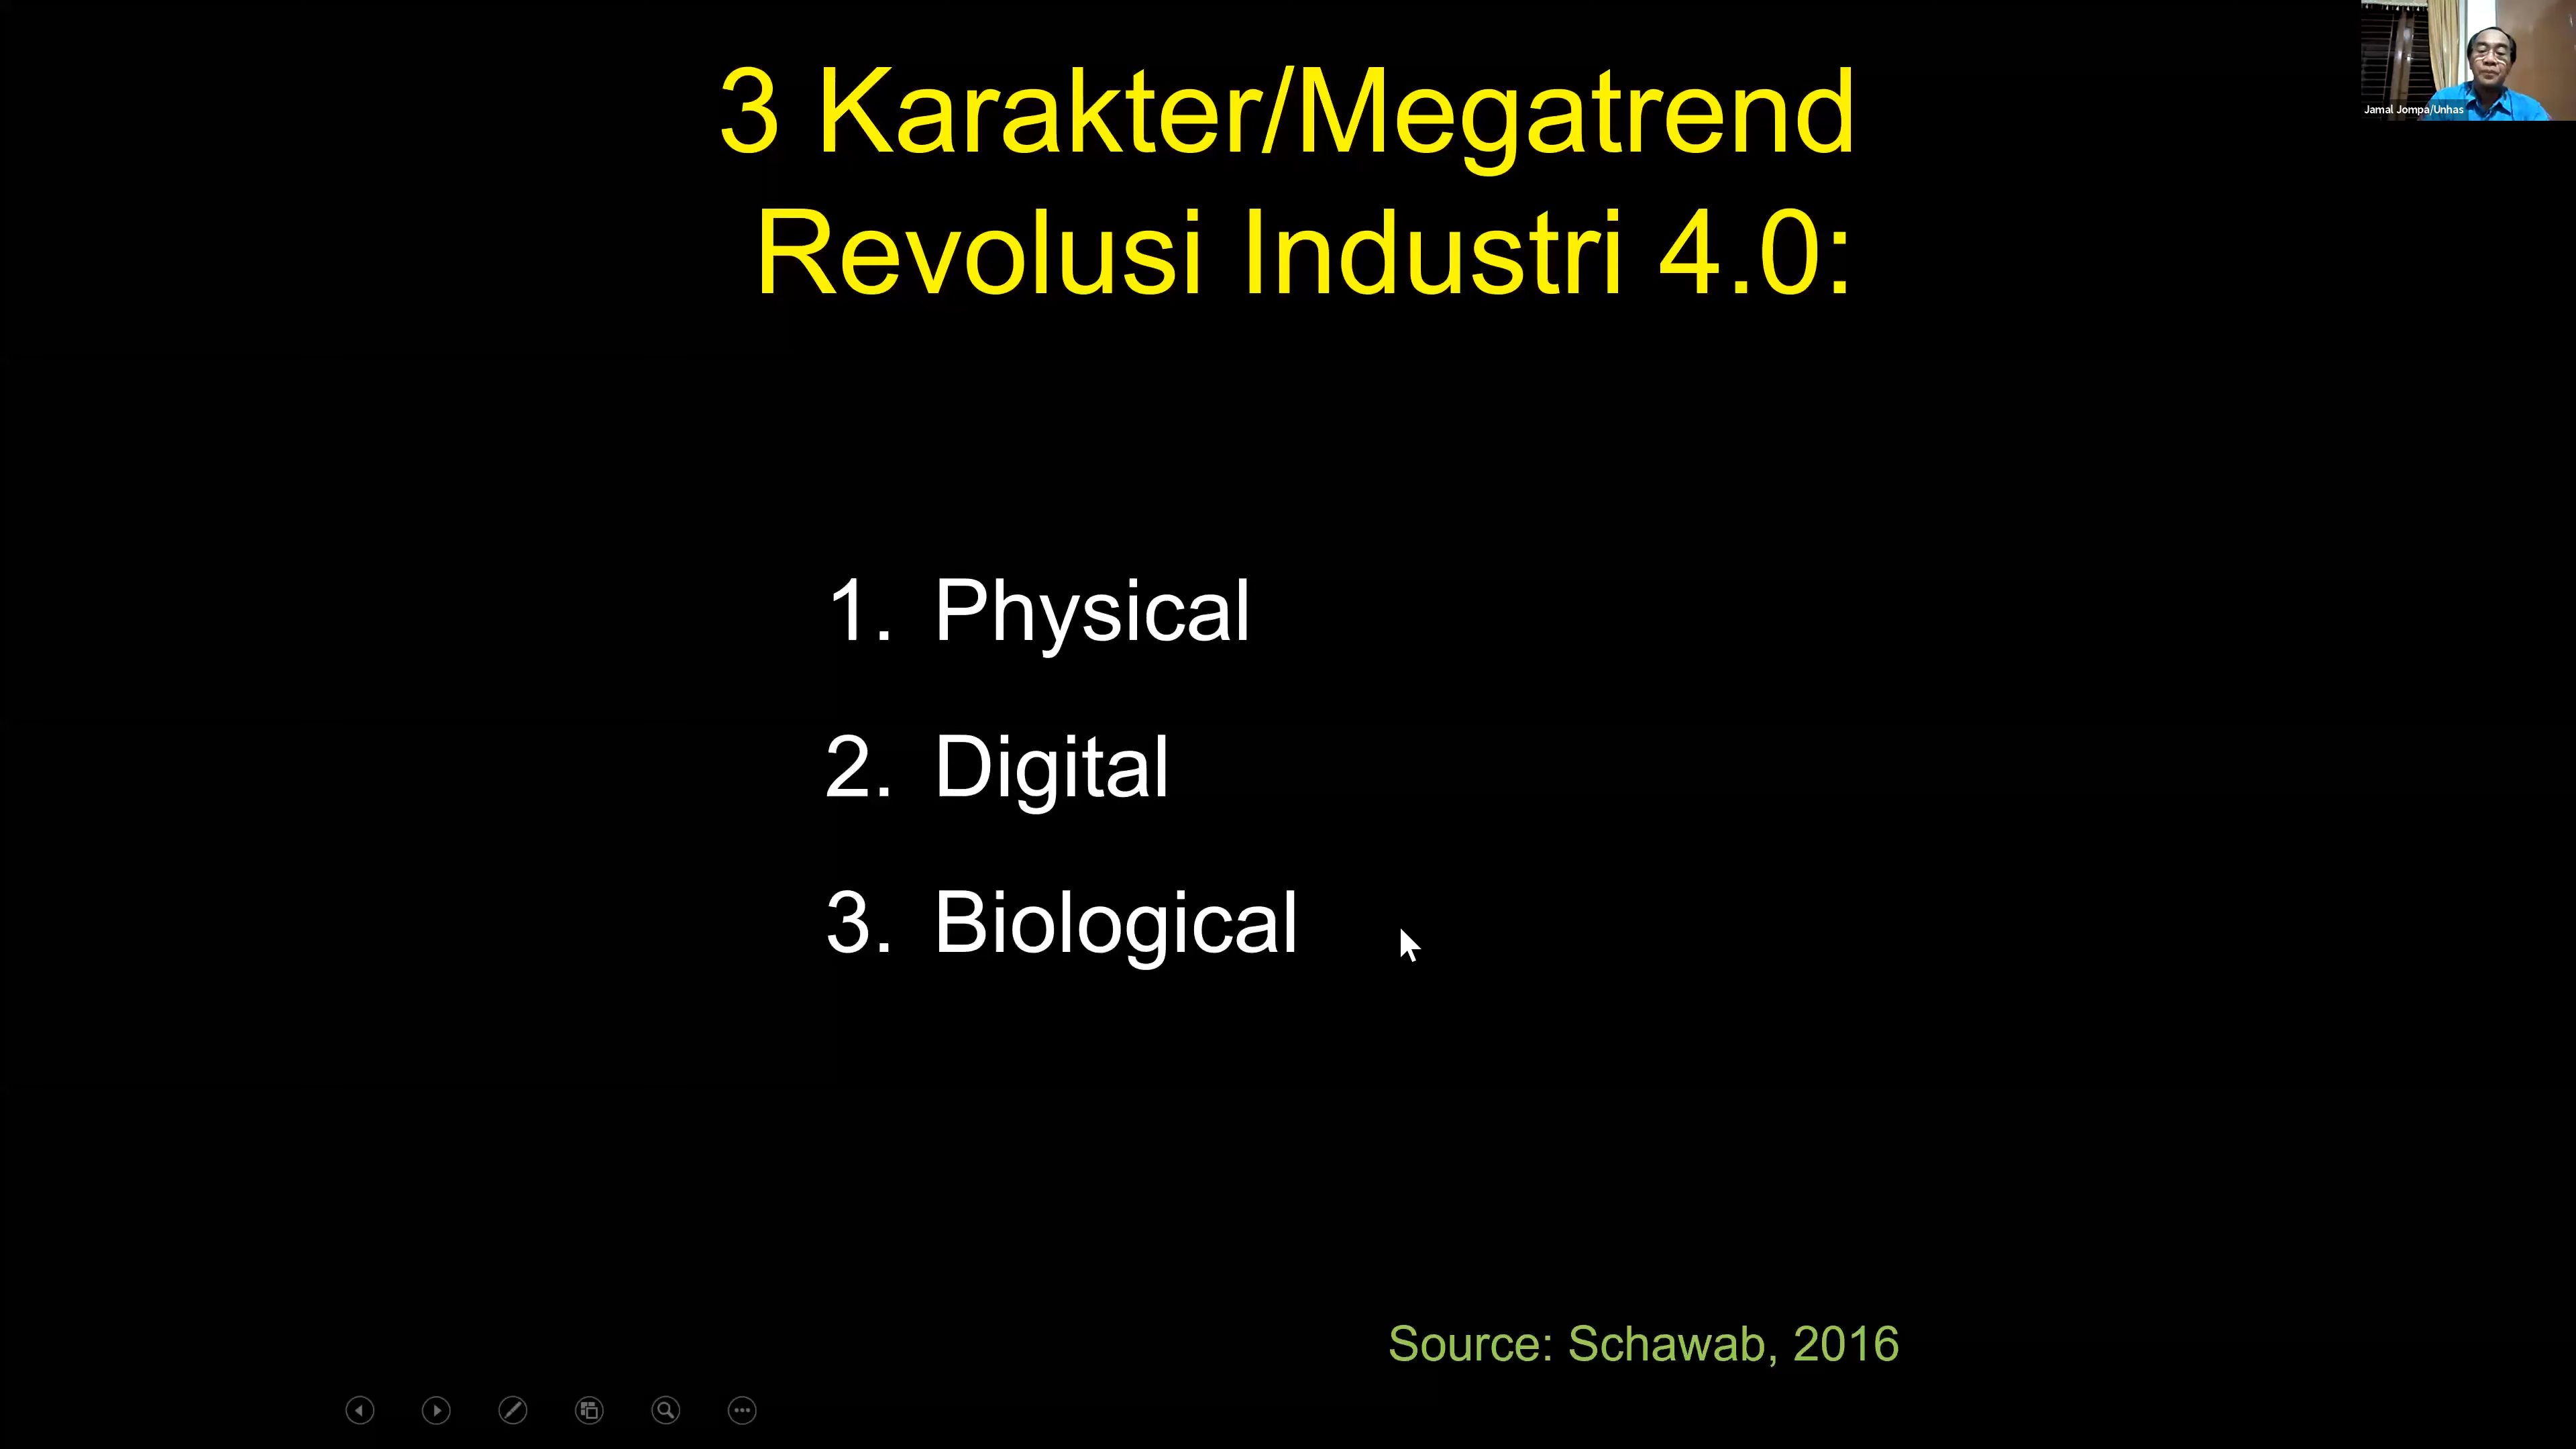 3 Karakter/Megatrend
Revolusi Industri 4.0:
Jamal Jompa/Unhas
1. Physical
2. Digital
3. Biological
Source: Schawab, 2016